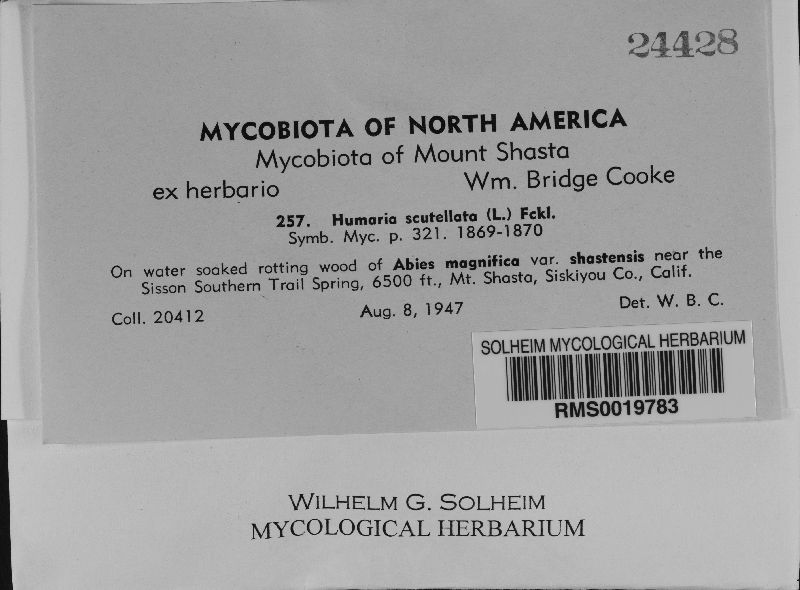 24428
MYCOBIOTA OF NORTH AMERICA
Mycobiota of Mount Shasta
ex herbario Wm. Bridge Cooke
257. Humaria scutellata (L.) Fckl.
Symb. Myc. p. 321. 1869-1870
On water soaked rotting wood of Abies magnifica var. shastensis near the
Sisson Southern Trail Spring, 6500 ft., Mt. Shasta, Siskiyou Co., Calif.
Coll. 20412 Aug. 8, 1947 Det. W. B. C.
SOLHEIM MYCOLOGICAL HERBARIUM
RMS0019783
WILHELM G. SOLHEIM
MYCOLOGICAL HERBARIUM